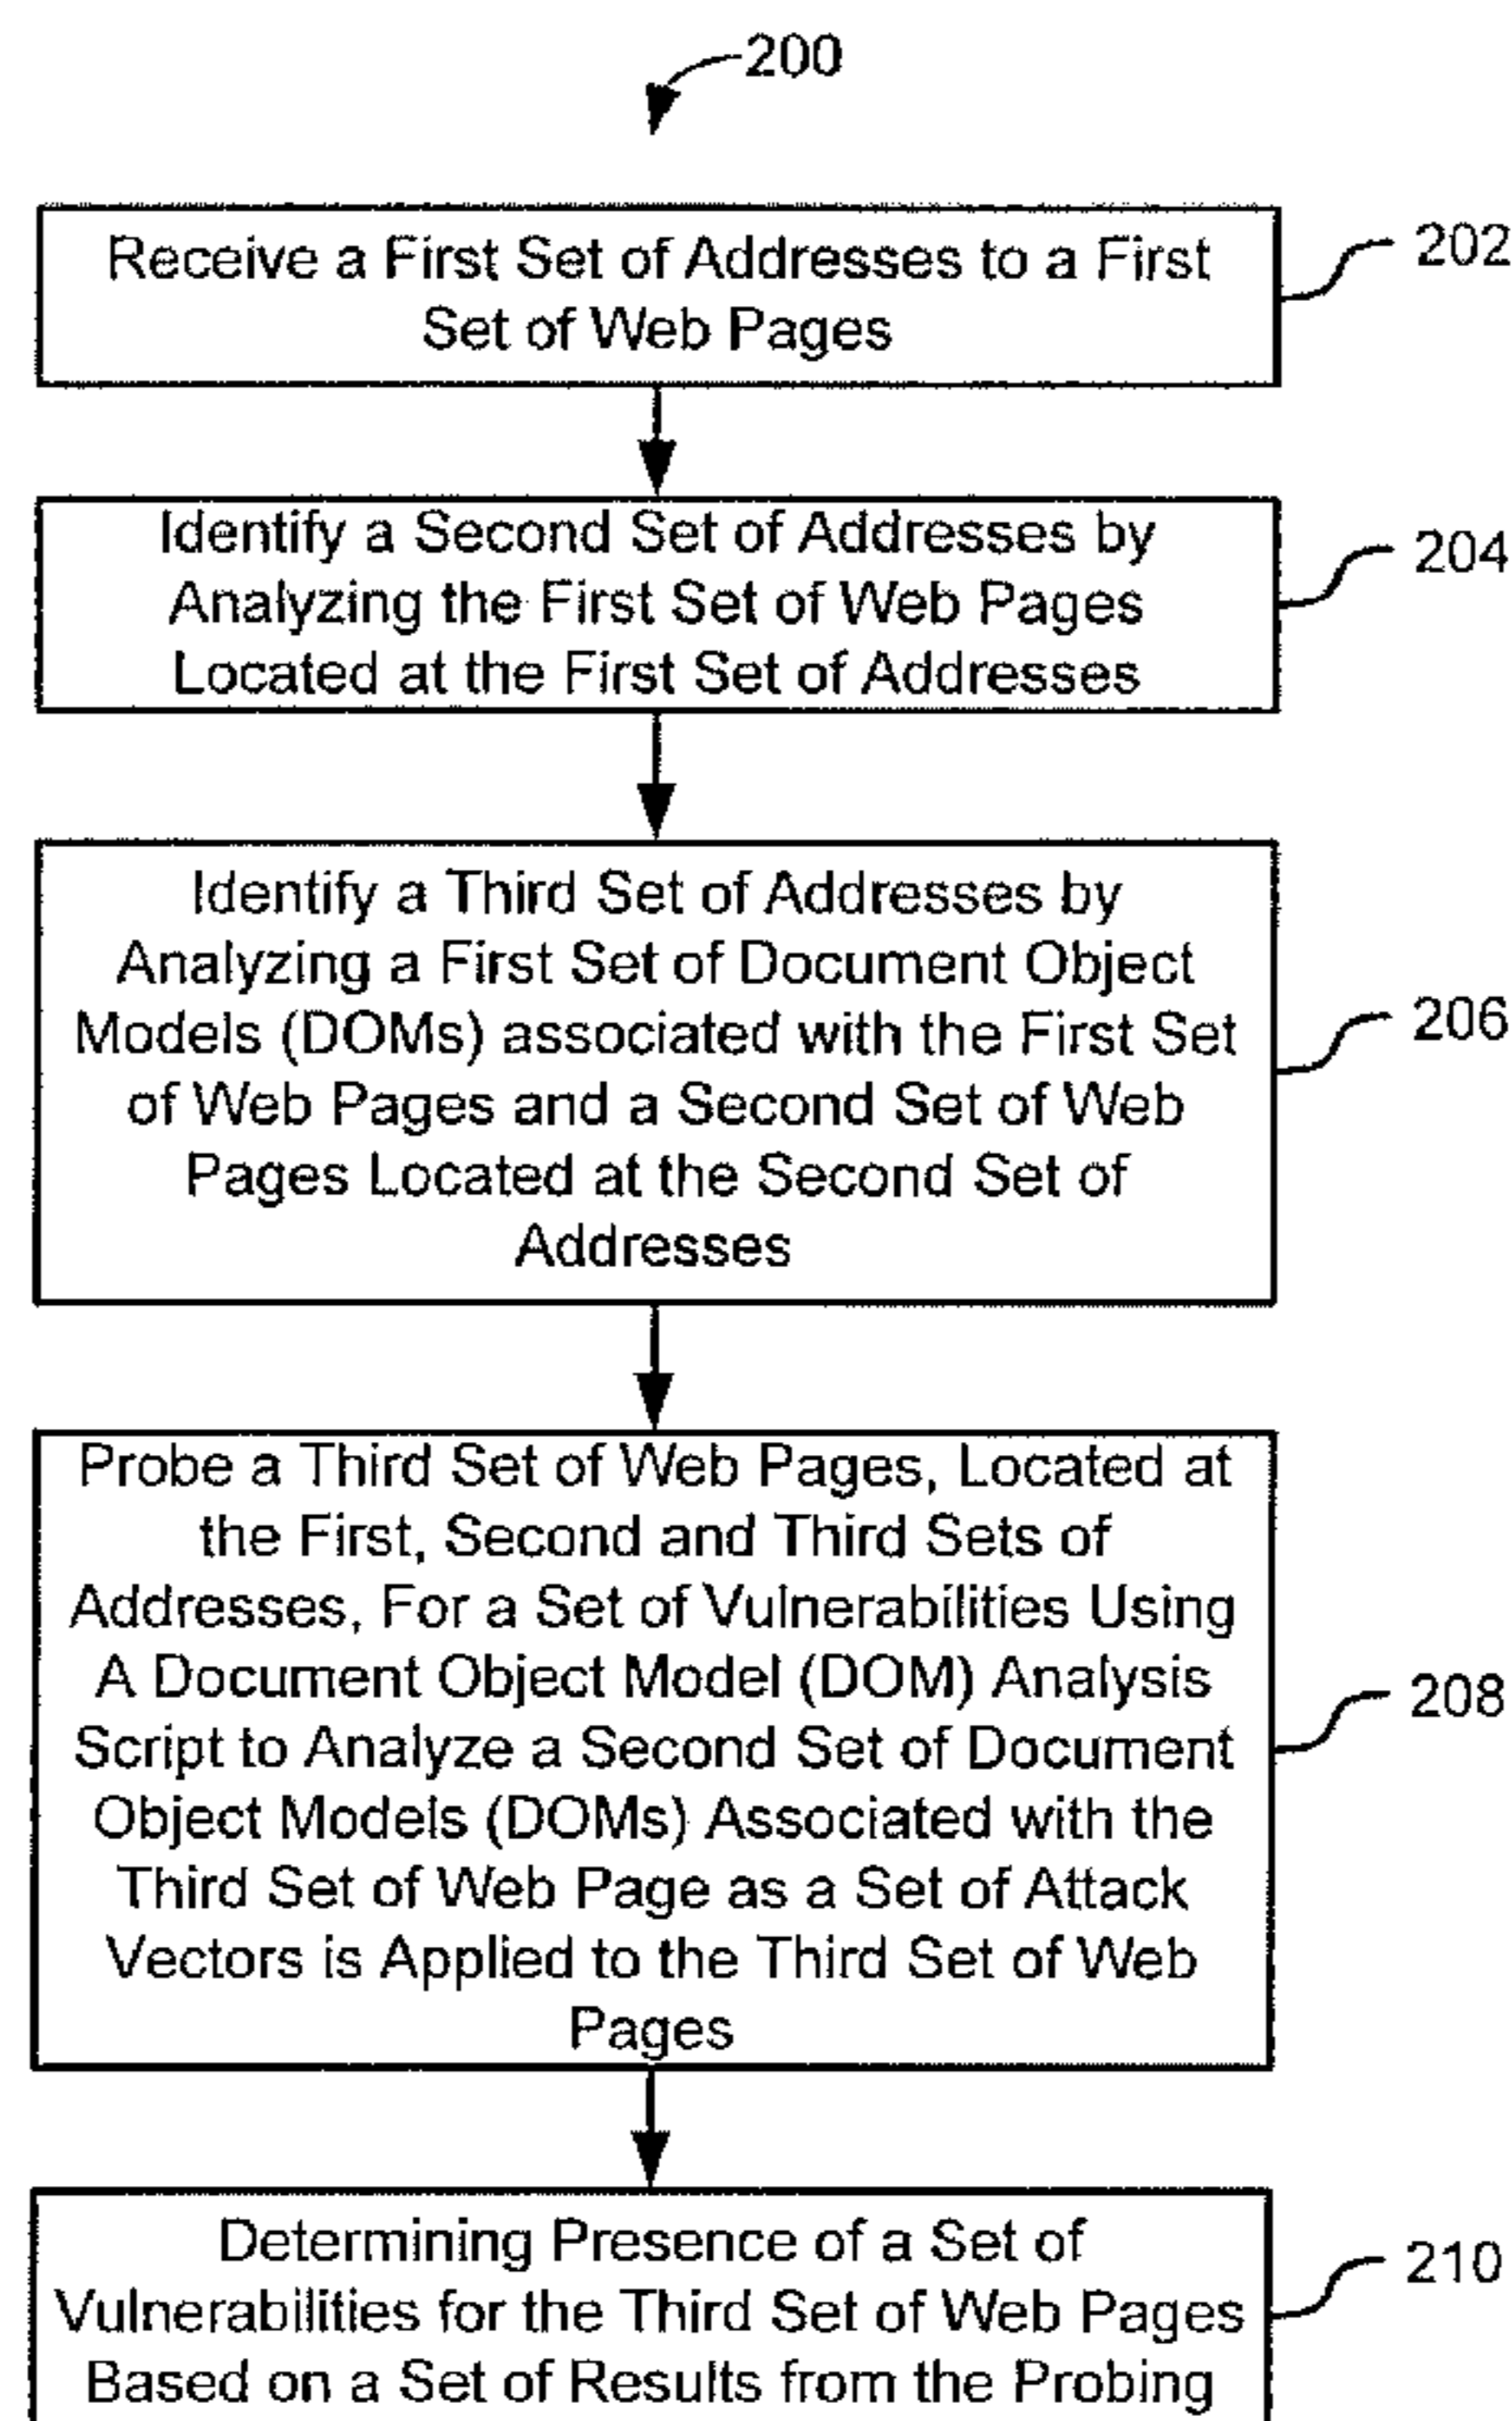 200
Receive a First Set of Addresses to a First
Set of Web Pages
202
Identify a Second Set of Addresses by
Analyzing the First Set of Web Pages
Located at the First Set of Addresses
204
Identify a Third Set of Addresses by
Analyzing a First Set of Document Object
Models (DOMs) associated with the First Set
of Web Pages and a Second Set of Web
Pages Located at the Second Set of
Addresses
206
Probe a Third Set of Web Pages, Located at
the First, Second and Third Sets of
Addresses, For a Set of Vulnerabilities Using
A Document Object Model (DOM) Analysis
Script to Analyze a Second Set of Document
Object Models (DOMs) Associated with the
Third Set of Web Page as a Set of Attack
Vectors is Applied to the Third Set of Web
Pages
208
Determining Presence of a Set of
Vulnerabilities for the Third Set of Web Pages
Based on a Set of Results from the Probing
210